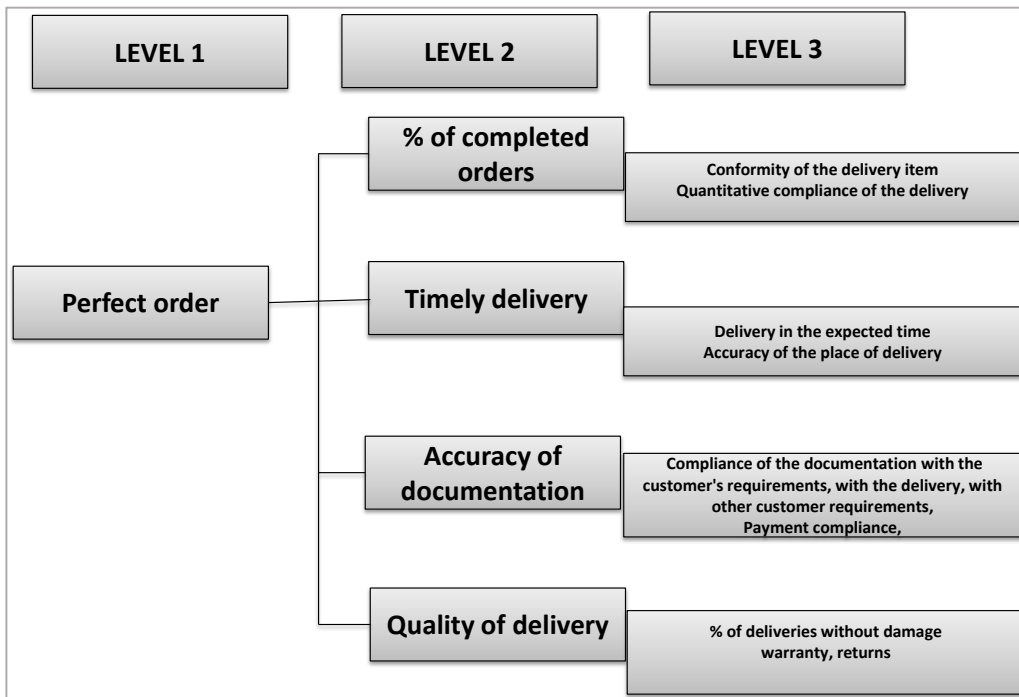 LEVEL 1
LEVEL 2
LEVEL 3
% of completed
orders
Conformity of the delivery item
Quantitative compliance of the delivery
Perfect order
Timely delivery
Delivery in the expected time
Accuracy of the place of delivery
Accuracy of
documentation
Compliance of the documentation with the
customer's requirements, with the delivery, with
other customer requirements,
Payment compliance,
Quality of delivery
% of deliveries without damage
warranty, returns